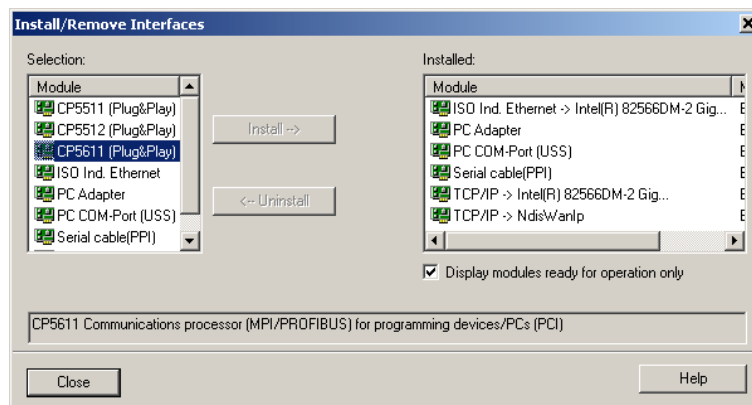 Install/Remove Interfaces
Selection:
Module
CP5511 (Plug&Play)
CP5512 (Plug&Play)
CP5611 (Plug&Play)
ISO Ind. Ethernet
PC Adapter
PC COM-Port (USS)
Serial cable(PPI)
Install -->
<-- Uninstall
Installed:
Module
ISO Ind. Ethernet -> Intel(R) 82566DM-2 Gig...
PC Adapter
PC COM-Port (USS)
Serial cable(PPI)
TCP/IP -> Intel(R) 82566DM-2 Gig...
TCP/IP -> NdisWanIp
Display modules ready for operation only
CP5611 Communications processor (MPI/PROFIBUS) for programming devices/PCs (PCI)
Close
Help